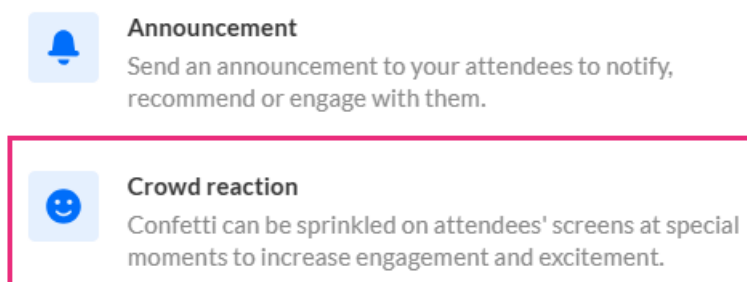 Announcement
Send an announcement to your attendees to notify,
recommend or engage with them.
Crowd reaction
Confetti can be sprinkled on attendees' screens at special
moments to increase engagement and excitement.